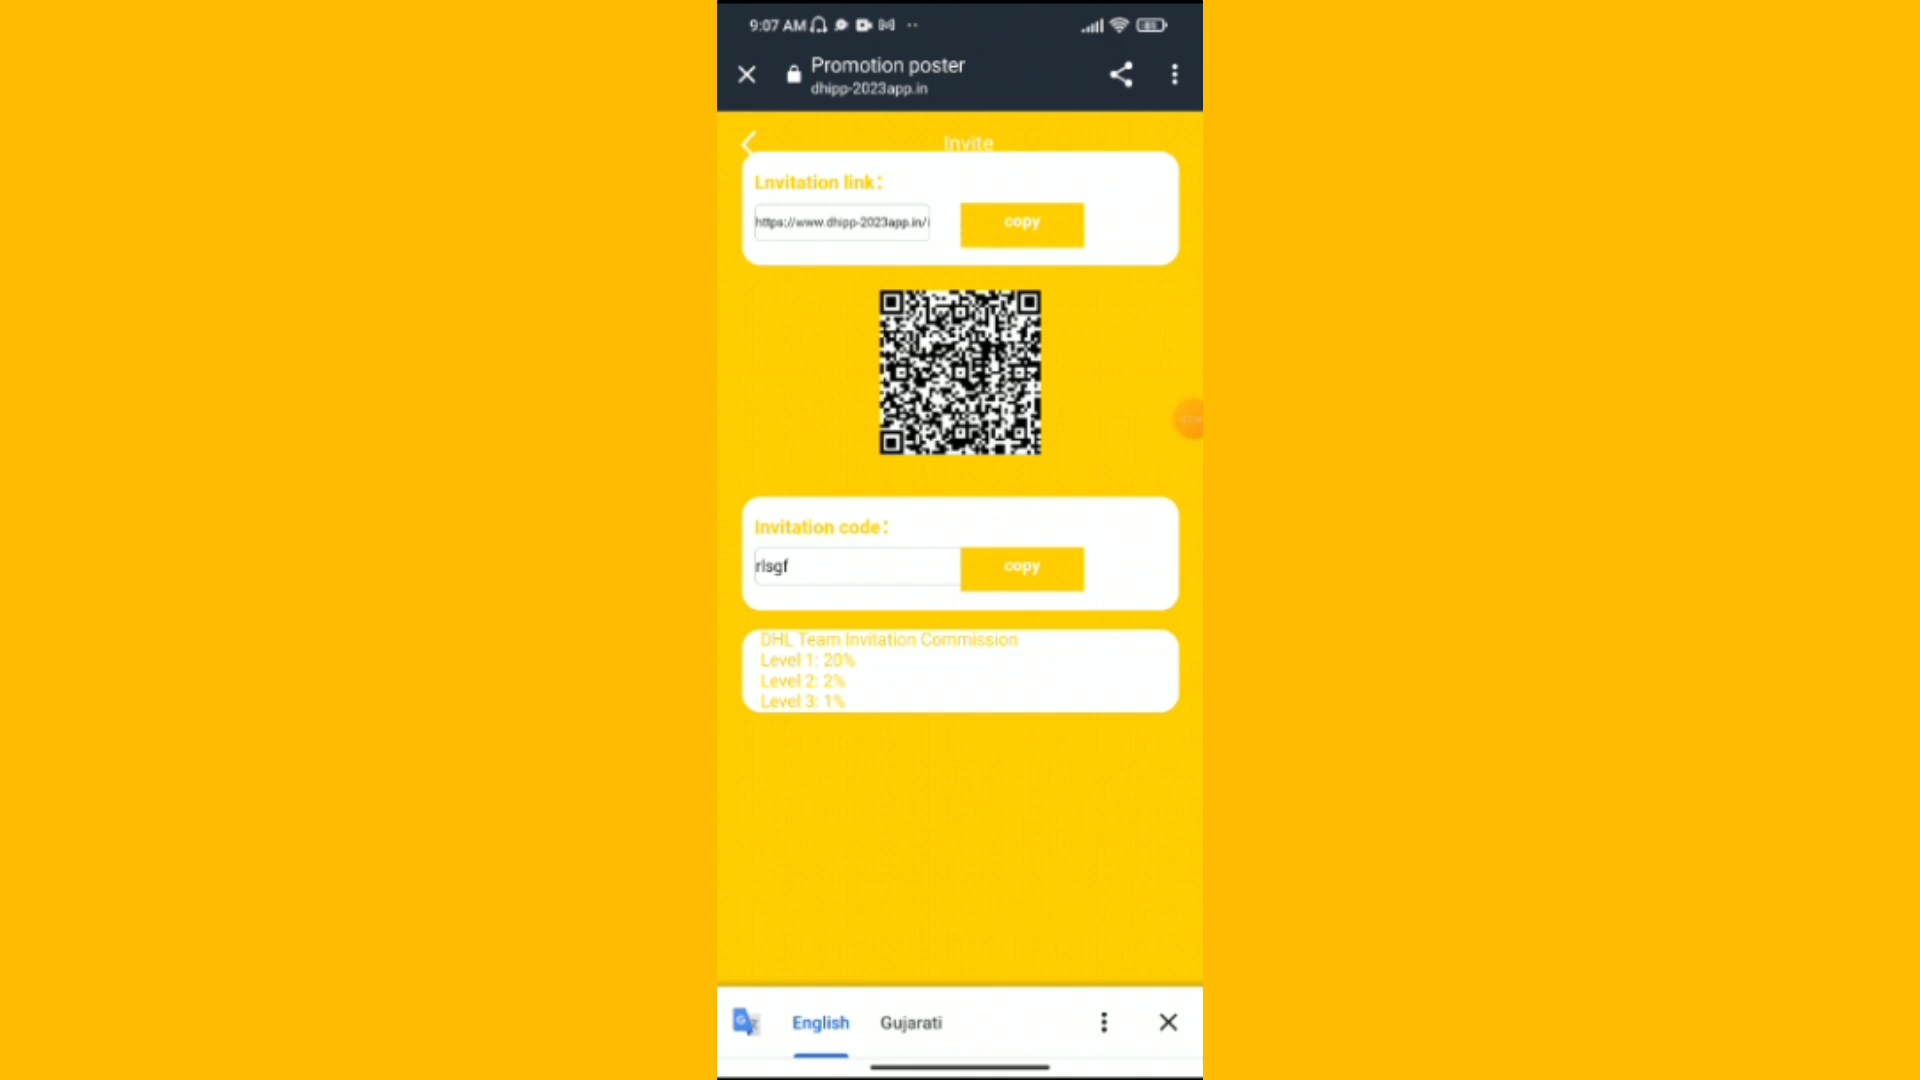 9:07 AM
Promotion poster
dhipp-2023app.in
Invite
Lnvitation link:
https://www.dhipp-2023app.in/
copy
Invitation code:
rlsgf
copy
DHL Team Invitation Commission
Level 1: 20%
Level 2: 2%
Level 3: 1%
English
Gujarati